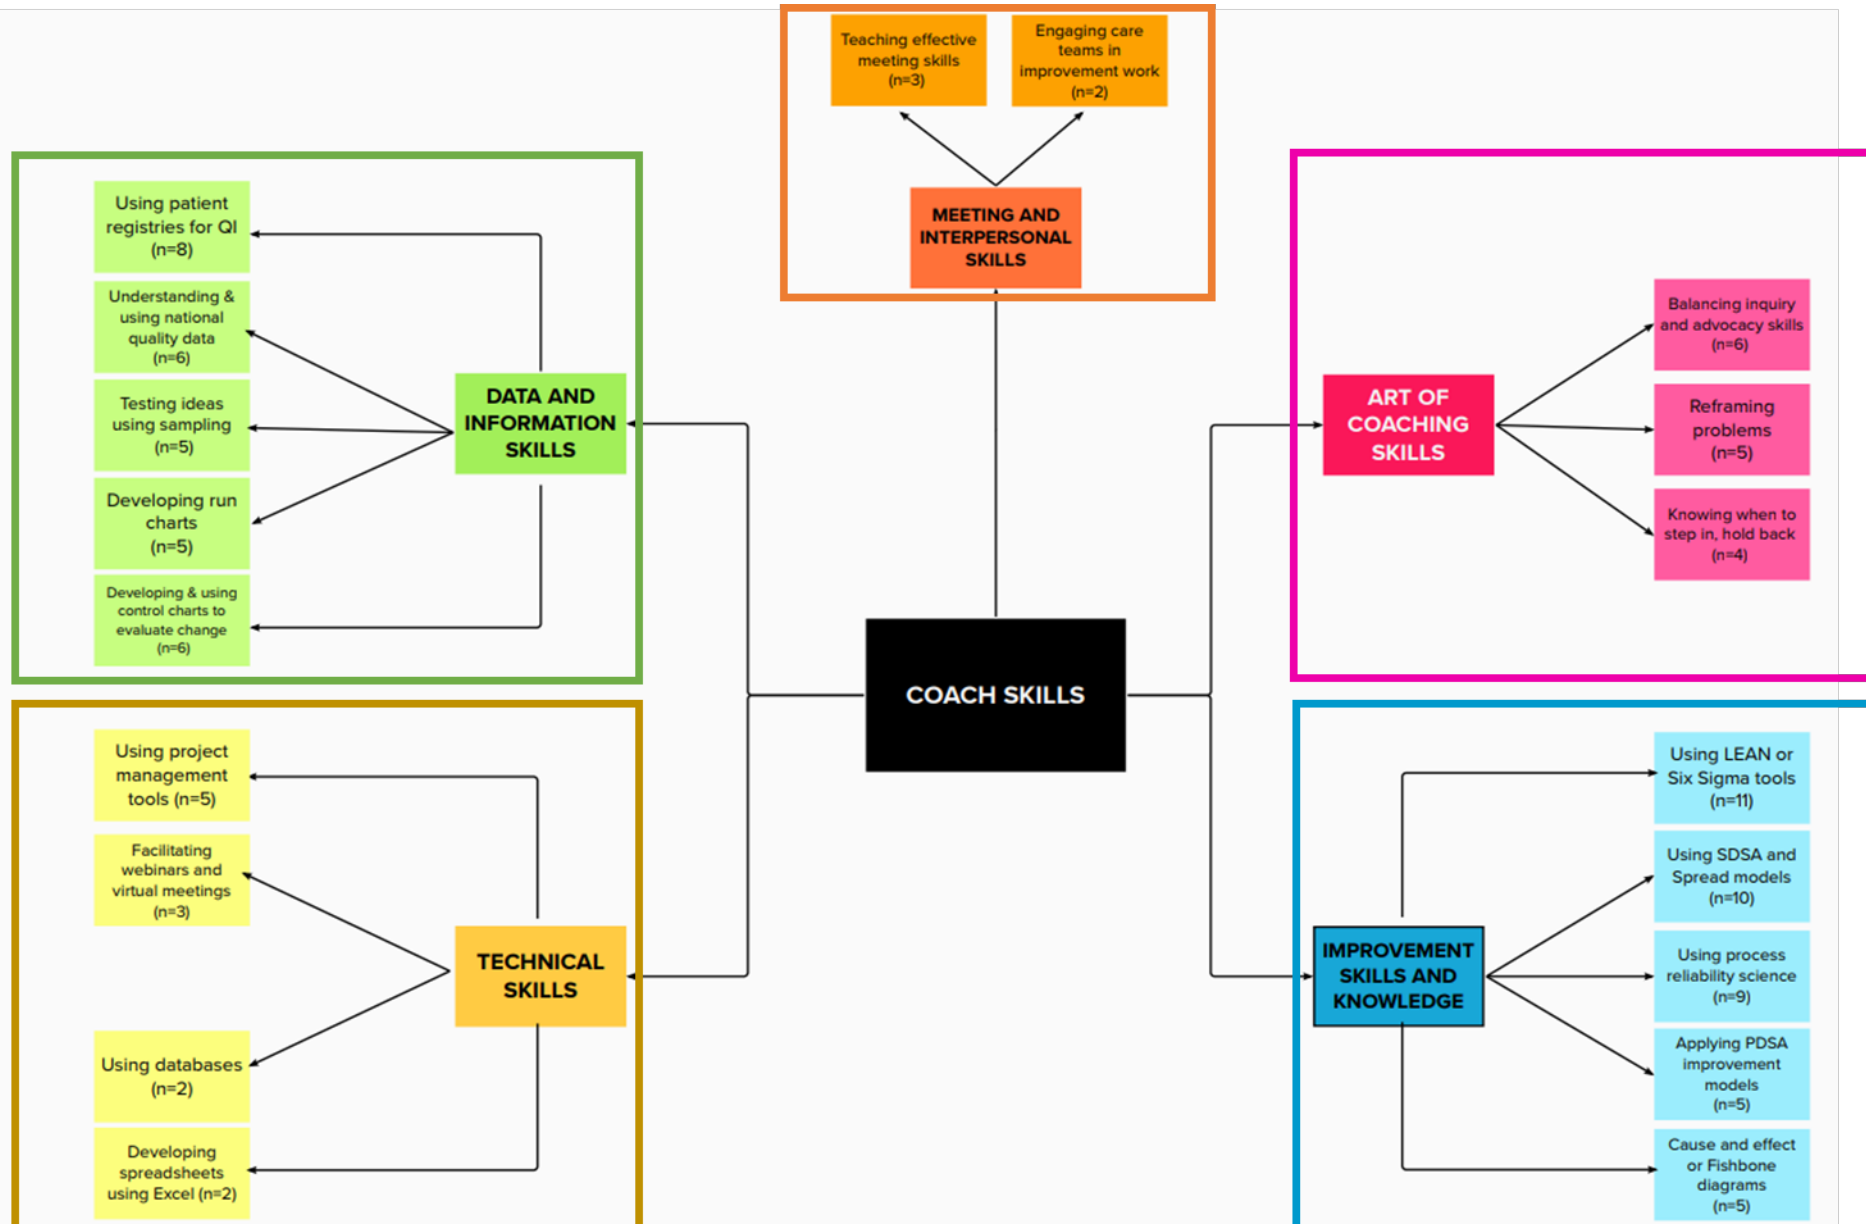 Teaching effective
meeting skills
(n=3)
Engaging care
teams in
improvement work
(n=2)
MEETING AND
INTERPERSONAL
SKILLS
Using patient
registries for QI
(n=8)
Understanding &
using national
quality data
(n=6)
Testing ideas
using sampling
(n=5)
Developing run
charts
(n=5)
Developing & using
control charts to
evaluate change
(n=6)
DATA AND
INFORMATION
SKILLS
ART OF
COACHING
SKILLS
Balancing inquiry
and advocacy skills
(n=6)
Reframing
problems
(n=5)
Knowing when to
step in, hold back
(n=4)
COACH SKILLS
Using project
management
tools (n=5)
Facilitating
webinars and
virtual meetings
(n=3)
Using databases
(n=2)
Developing
spreadsheets
using Excel (n=2)
TECHNICAL
SKILLS
IMPROVEMENT
SKILLS AND
KNOWLEDGE
Using LEAN or
Six Sigma tools
(n=11)
Using SDSA and
Spread models
(n=10)
Using process
reliability science
(n=9)
Applying PDSA
improvement
models
(n=5)
Cause and effect
or Fishbone
diagrams
(n=5)